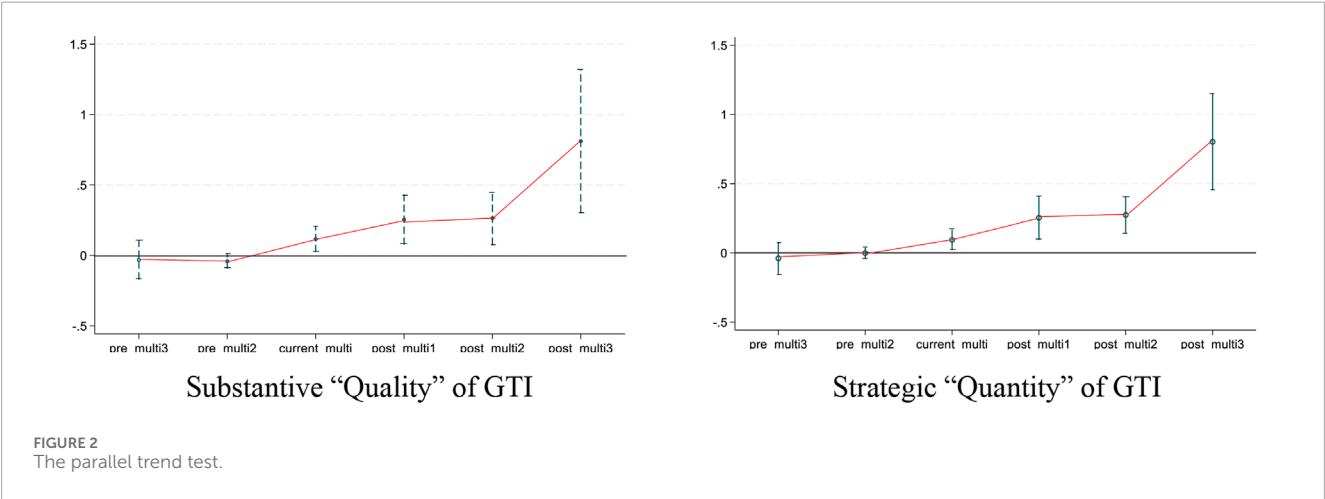 1.5
1
.5
0
-.5
pre_multi3 pre_multi2 current_multi post_multi1 post_multi2 post_multi3
Substantive “Quality” of GTI
1.5
1
.5
0
-.5
pre_multi3 pre_multi2 current_multi post_multi1 post_multi2 post_multi3
Strategic “Quantity” of GTI
FIGURE 2
The parallel trend test.